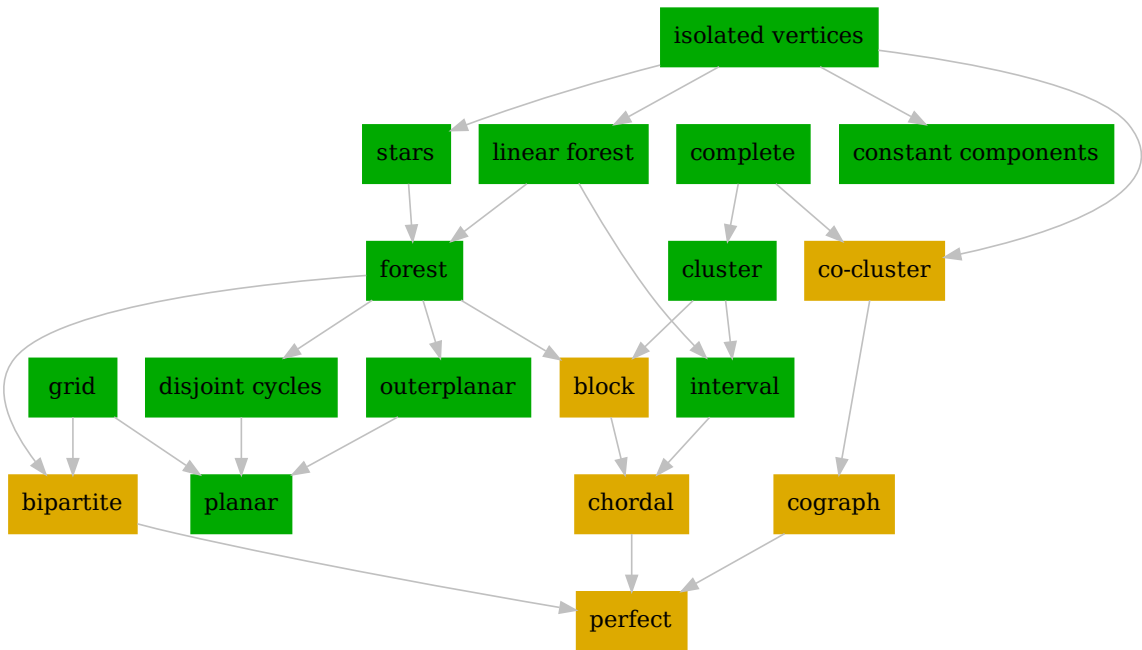 isolated vertices
stars
linear forest
complete
constant components
forest
cluster
co-cluster
grid
disjoint cycles
outerplanar
block
interval
bipartite
planar
chordal
cograph
perfect